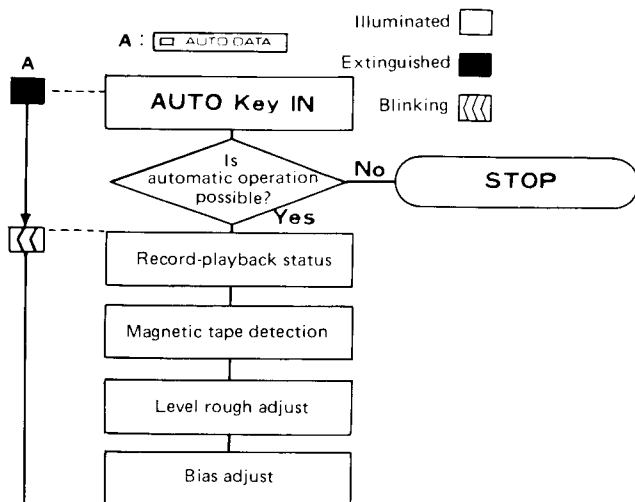 A : AUTO DATA
Illuminated
Extinguished
Blinking
A
AUTO Key IN
Is
automatic operation
possible?
No
STOP
Yes
Record-playback status
Magnetic tape detection
Level rough adjust
Bias adjust